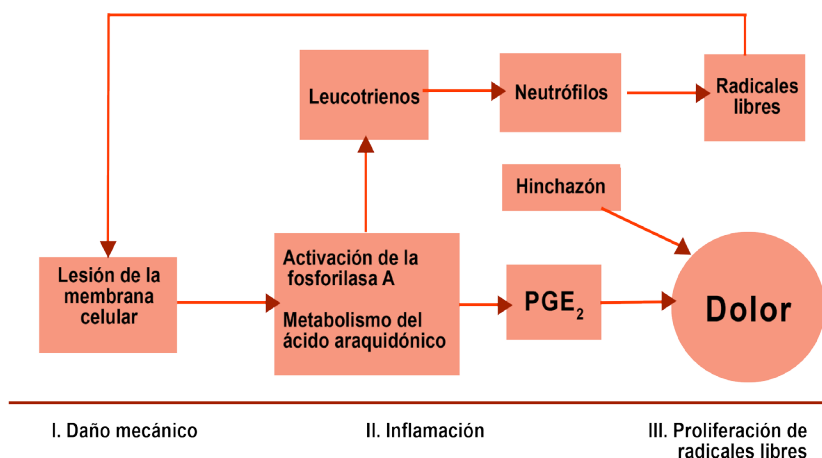 Leucotrienos
Neutrófilos
Radicales
libres
Hinchazón
Lesión de la
membrana
celular
Activación de la
fosforilasa A
Metabolismo del
ácido araquidónico
PGE₂
Dolor
I. Daño mecánico
II. Inflamación
III. Proliferación de
radicales libres